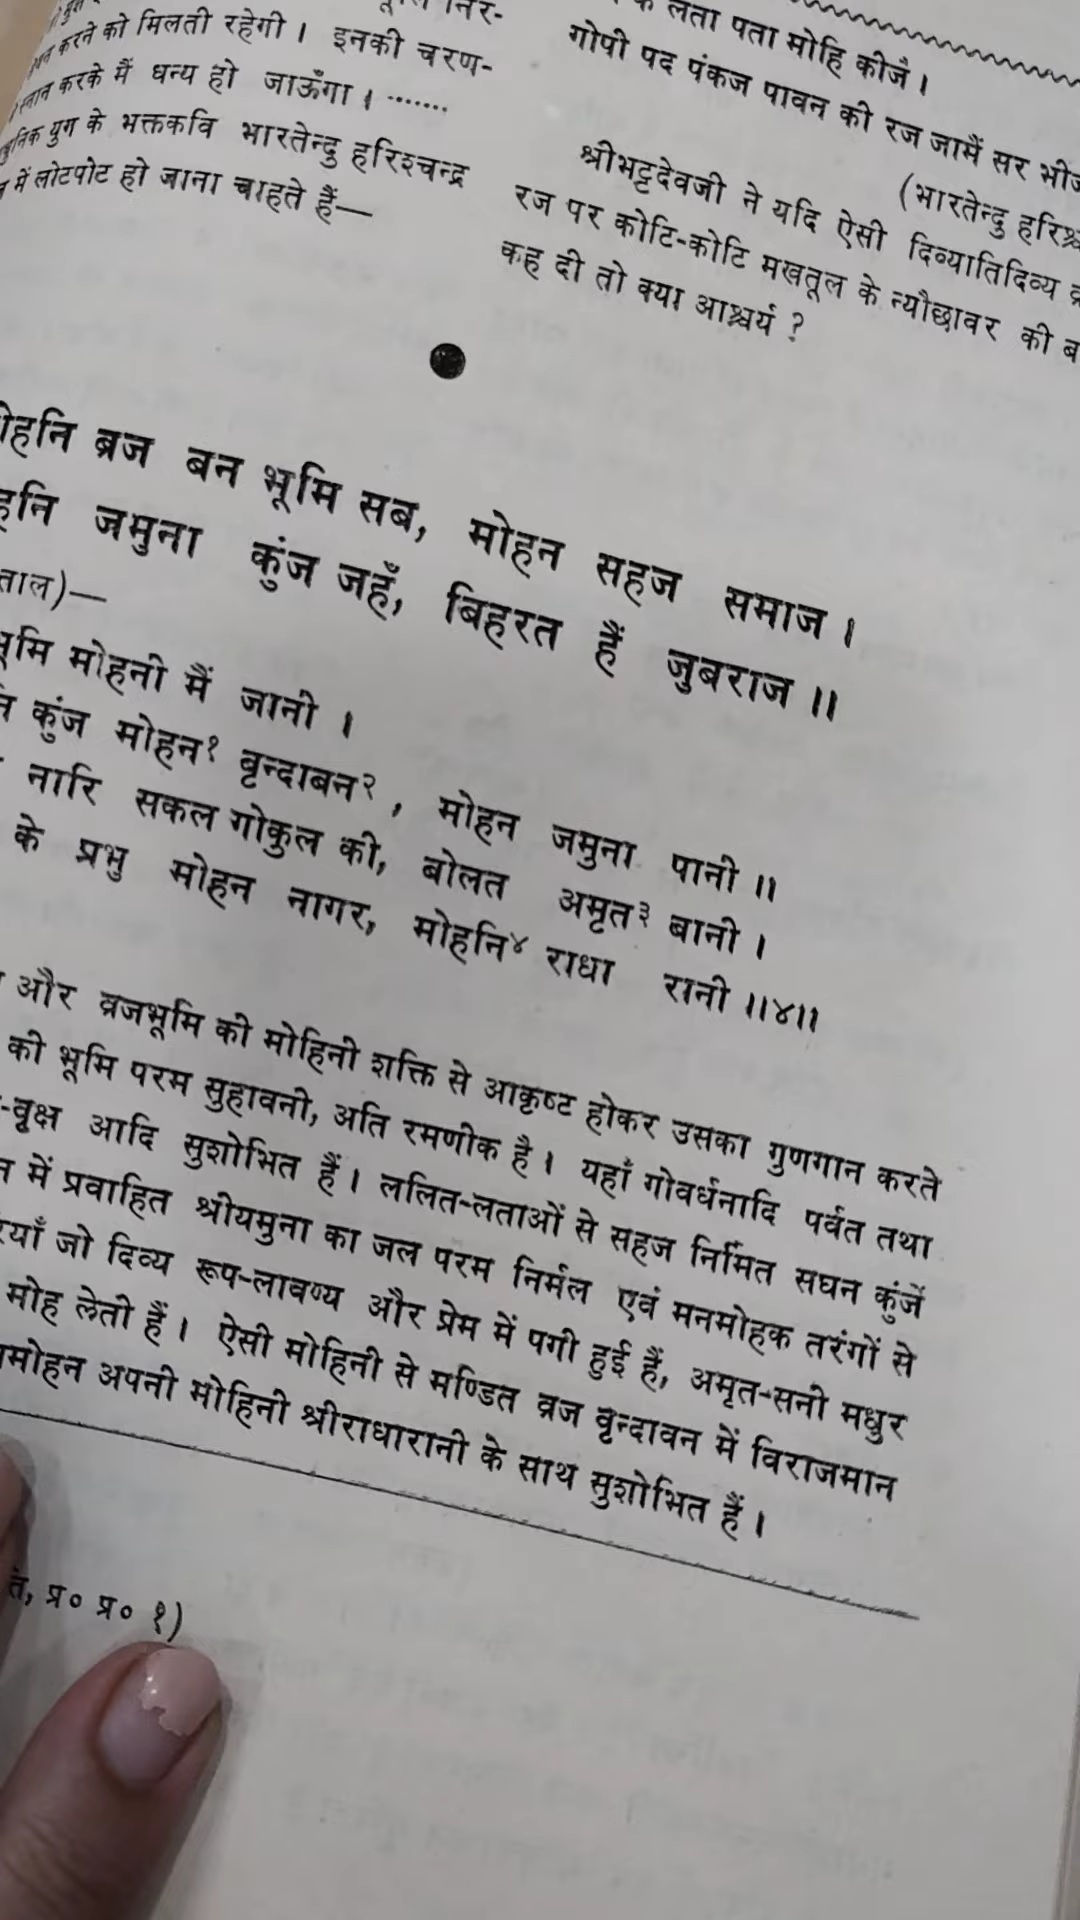 करने को मिलती रहेगी । इनकी चरण-
स्नान करके मैं धन्य हो जाऊँगा । .......
युग के भक्तकवि भारतेन्दु हरिश्चन्द्र
में लोटपोट हो जाना चाहते हैं—
लता पता मोहि कीजै ।
गोपी पद पंकज पावन की रज जामैं सर
(भारतेन्दु
श्रीभट्टदेवजी ने यदि ऐसी दिव्यातिदिव्य
रज पर कोटि-कोटि मखतूल के न्यौछावर की
कह दी तो क्या आश्चर्य ?
ब्रज बन भूमि सब, मोहन सहज समाज ।
जमुना कुंज जहँ, बिहरत हैं जुबराज ॥
ताल)—
मोहनी मैं जानी ।
कुंज मोहन१ बृन्दाबन२, मोहन जमुना पानी ॥
नारि सकल गोकुल की, बोलत अमृत३ बानी ।
के प्रभु मोहन नागर, मोहनि४ राधा रानी ॥४॥
और व्रजभूमि की मोहिनी शक्ति से आकृष्ट होकर उसका गुणगान करते
की भूमि परम सुहावनी, अति रमणीक है । यहाँ गोवर्धनादि पर्वत तथा
-वृक्ष आदि सुशोभित हैं । ललित-लताओं से सहज निर्मित सघन कुंजें
में प्रवाहित श्रीयमुना का जल परम निर्मल एवं मनमोहक तरंगों से
जो दिव्य रूप-लावण्य और प्रेम में पगी हुई हैं, अमृत-सनी मधुर
मोह लेती हैं । ऐसी मोहिनी से मण्डित व्रज वृन्दावन में विराजमान
अपनी मोहिनी श्रीराधारानी के साथ सुशोभित हैं ।
प्र० प्र० १)